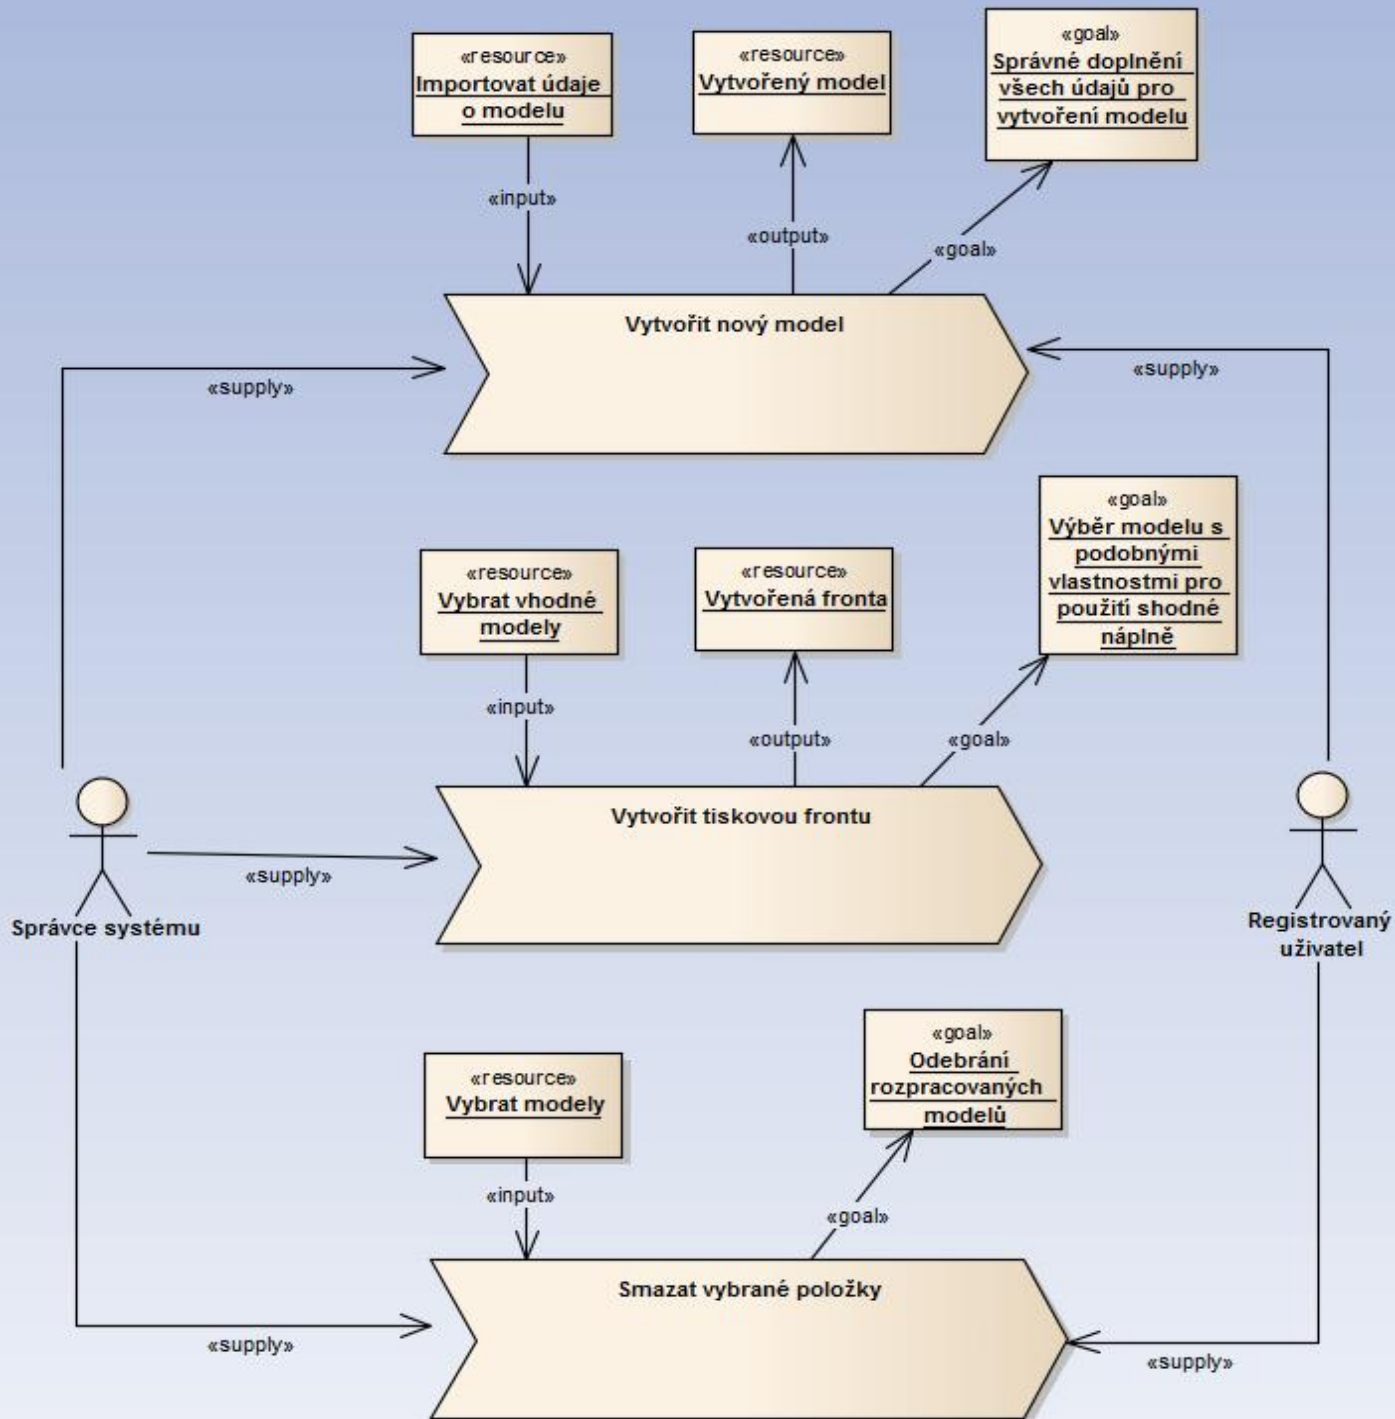 «resource»
Importovat údaje
o modelu
«resource»
Vytvořený model
«goal»
Správné doplnění
všech údajů pro
vytvoření modelu
«input»
«output»
«goal»
Vytvořit nový model
«supply»
«supply»
«resource»
Vybrat vhodné
modely
«resource»
Vytvořená fronta
«goal»
Výběr modelu s
podobnými
vlastnostmi pro
použití shodné
náplně
«input»
«output»
«goal»
Vytvořit tiskovou frontu
«supply»
Správce systému
Registrovaný
uživatel
«resource»
Vybrat modely
«goal»
Odebrání
rozpracovaných
modelů
«input»
«goal»
Smazat vybrané položky
«supply»
«supply»